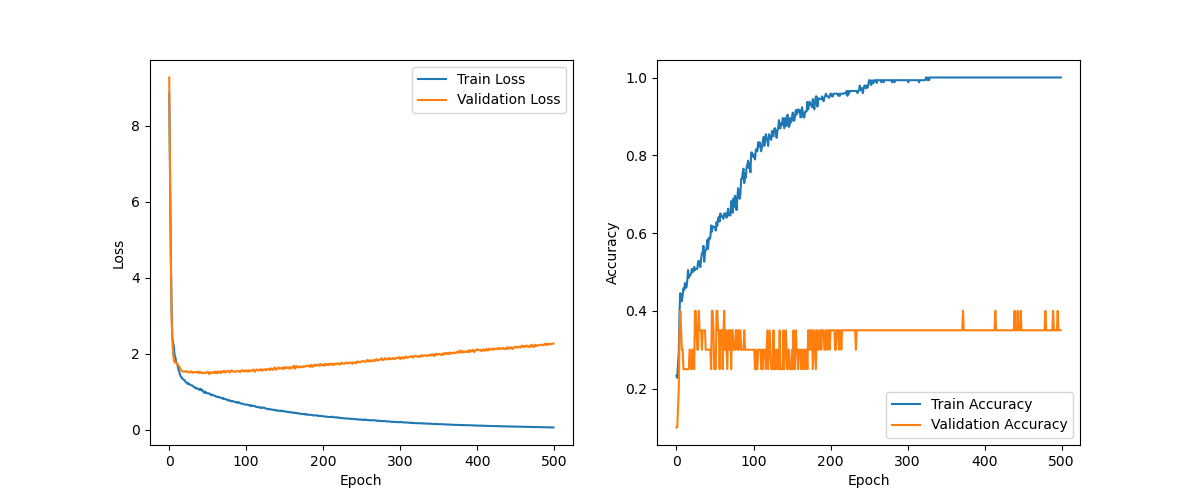 Train Loss
Validation Loss
8
6
4
2
0
Loss
0 100 200 300 400 500
Epoch
1.0
0.8
0.6
0.4
0.2
Accuracy
Train Accuracy
Validation Accuracy
0 100 200 300 400 500
Epoch